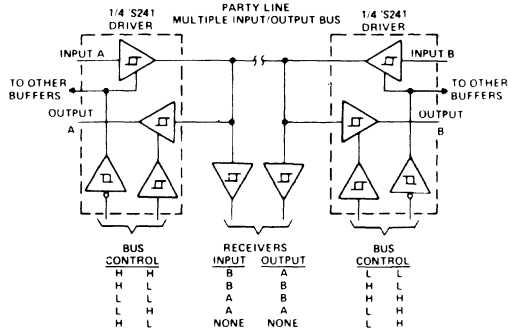 PARTY LINE
MULTIPLE INPUT/OUTPUT BUS
1/4 'S241
DRIVER
1/4 'S241
DRIVER
INPUT A
INPUT B
TO OTHER
BUFFERS
TO OTHER
BUFFERS
OUTPUT
A
OUTPUT
B
BUS
CONTROL
RECEIVERS
INPUT OUTPUT
BUS
CONTROL
H H B A L L
H L B B H L
L L A B H H
L H A A L H
H L NONE NONE H L